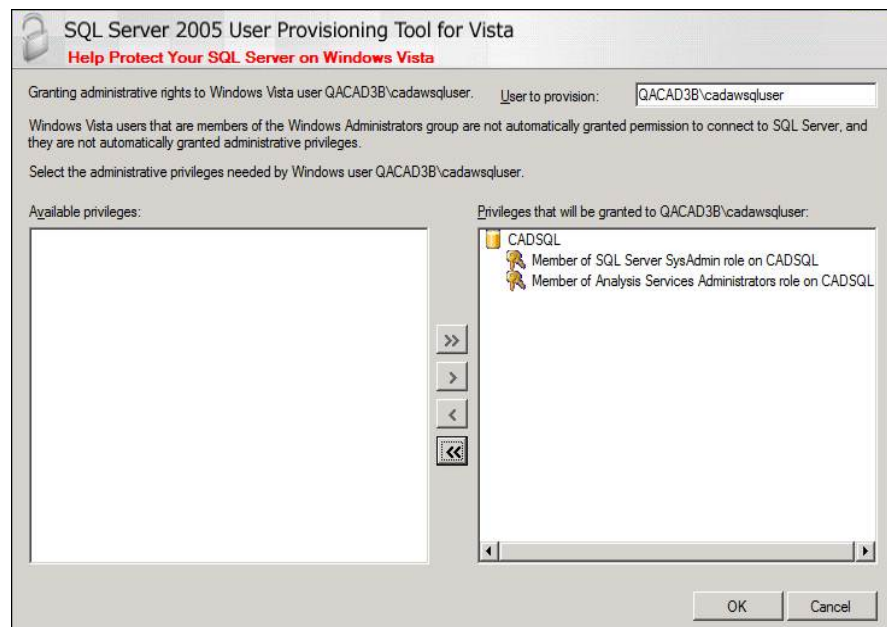 SQL Server 2005 User Provisioning Tool for Vista
Help Protect Your SQL Server on Windows Vista
Granting administrative rights to Windows Vista user QACAD3B\cadawsqluser.
User to provision:
QACAD3B\cadawsqluser
Windows Vista users that are members of the Windows Administrators group are not automatically granted permission to connect to SQL Server, and
they are not automatically granted administrative privileges.
Select the administrative privileges needed by Windows user QACAD3B\cadawsqluser.
Available privileges:
Privileges that will be granted to QACAD3B\cadawsqluser:
CADSQL
Member of SQL Server SysAdmin role on CADSQL
Member of Analysis Services Administrators role on CADSQL
>>
>
<
<<
OK
Cancel